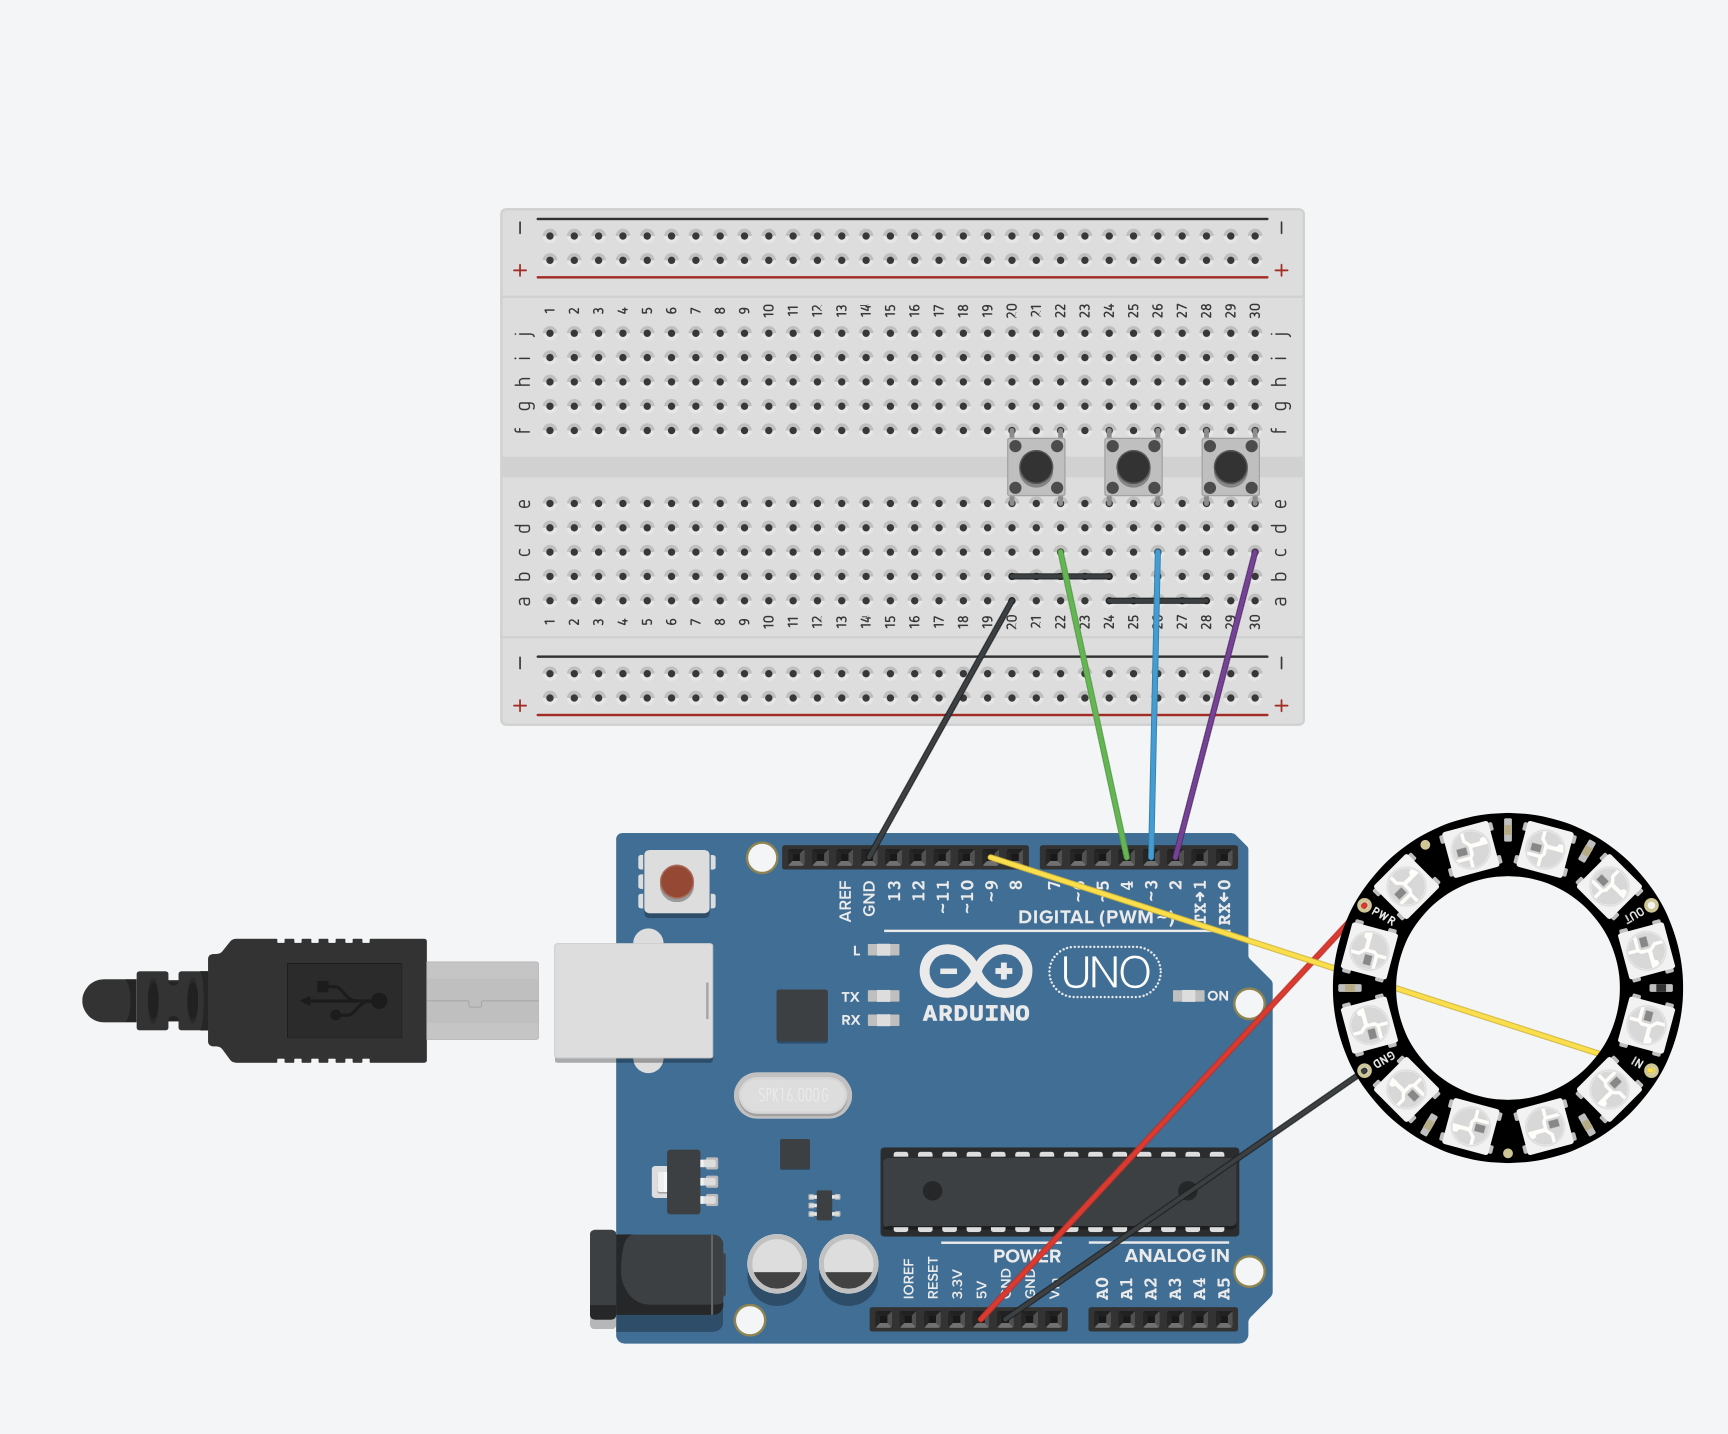 − −
+ +
1 2 3 4 5 6 7 8 9 10 11 12 13 14 15 16 17 18 19 20 21 22 23 24 25 26 27 28 29 30
j j
i i
h h
g g
f f
e e
d d
c c
b b
a a
1 2 3 4 5 6 7 8 9 10 11 12 13 14 15 16 17 18 19 20 21 22 23 24 25 26 27 28 29 30
− −
+ +
AREF GND 13 12 ~11 ~10 ~9 8 7 ~6 ~5 4 ~3 2 TX→1 RX←0
DIGITAL (PWM ~)
L
TX
RX
UNO
ON
ARDUINO
SPK16.000G
POWER ANALOG IN
IOREF RESET 3.3V 5V GND GND Vin A0 A1 A2 A3 A4 A5
PWR
OUT
GND
IN